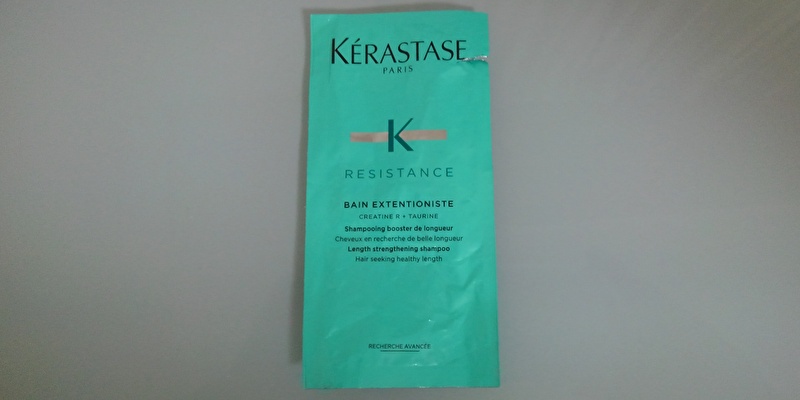 KÉRASTASE
PARIS
K
RESISTANCE
BAIN EXTENTIONISTE
CREATINE R + TAURINE
Shampooing booster de longueur
Cheveux en recherche de belle longueur
Length strengthening shampoo
Hair seeking healthy length
RECHERCHE AVANCÉE